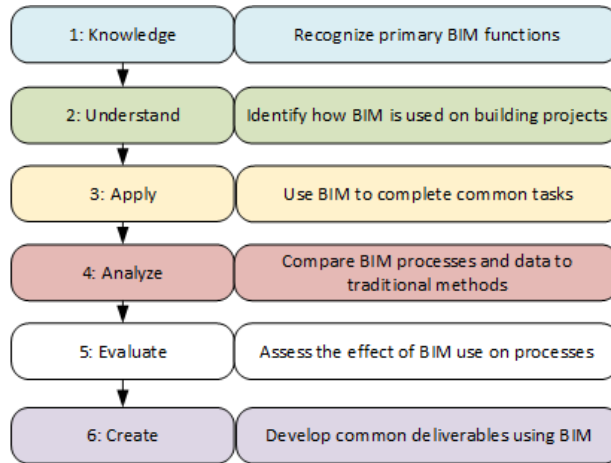 1: Knowledge
Recognize primary BIM functions
2: Understand
Identify how BIM is used on building projects
3: Apply
Use BIM to complete common tasks
4: Analyze
Compare BIM processes and data to
traditional methods
5: Evaluate
Assess the effect of BIM use on processes
6: Create
Develop common deliverables using BIM